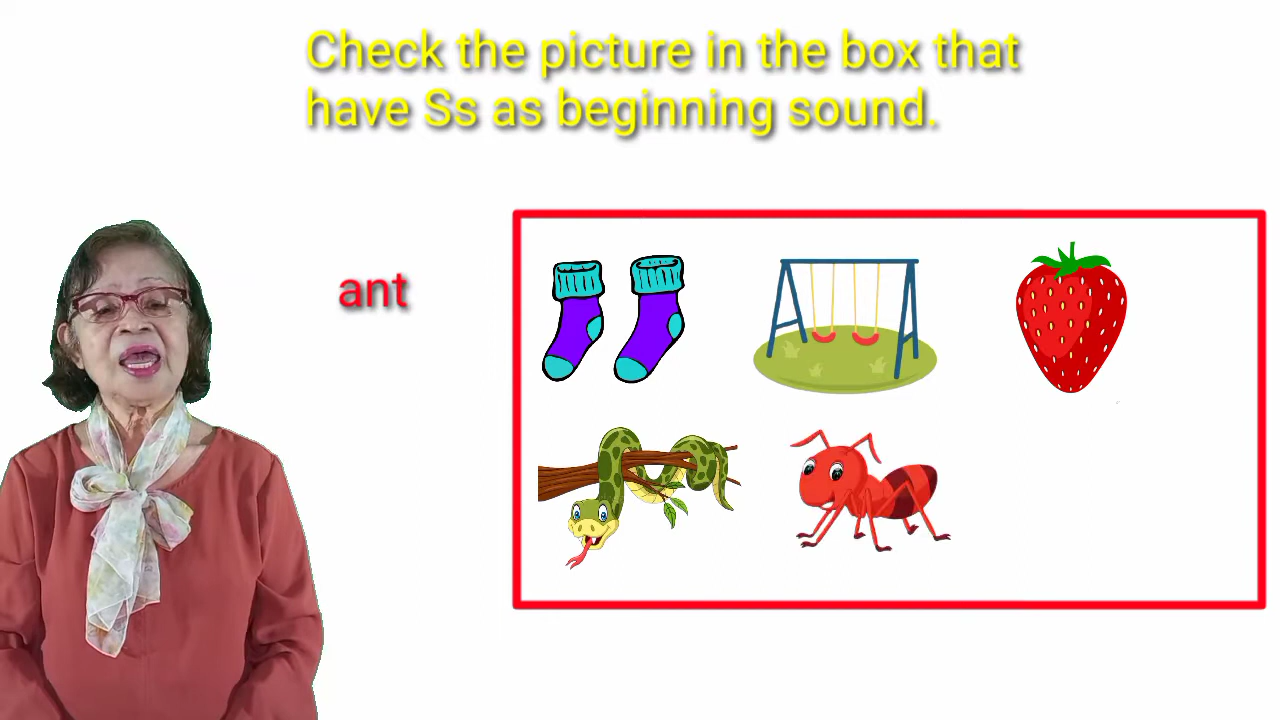 Check the picture in the box that
have Ss as beginning sound.
ant